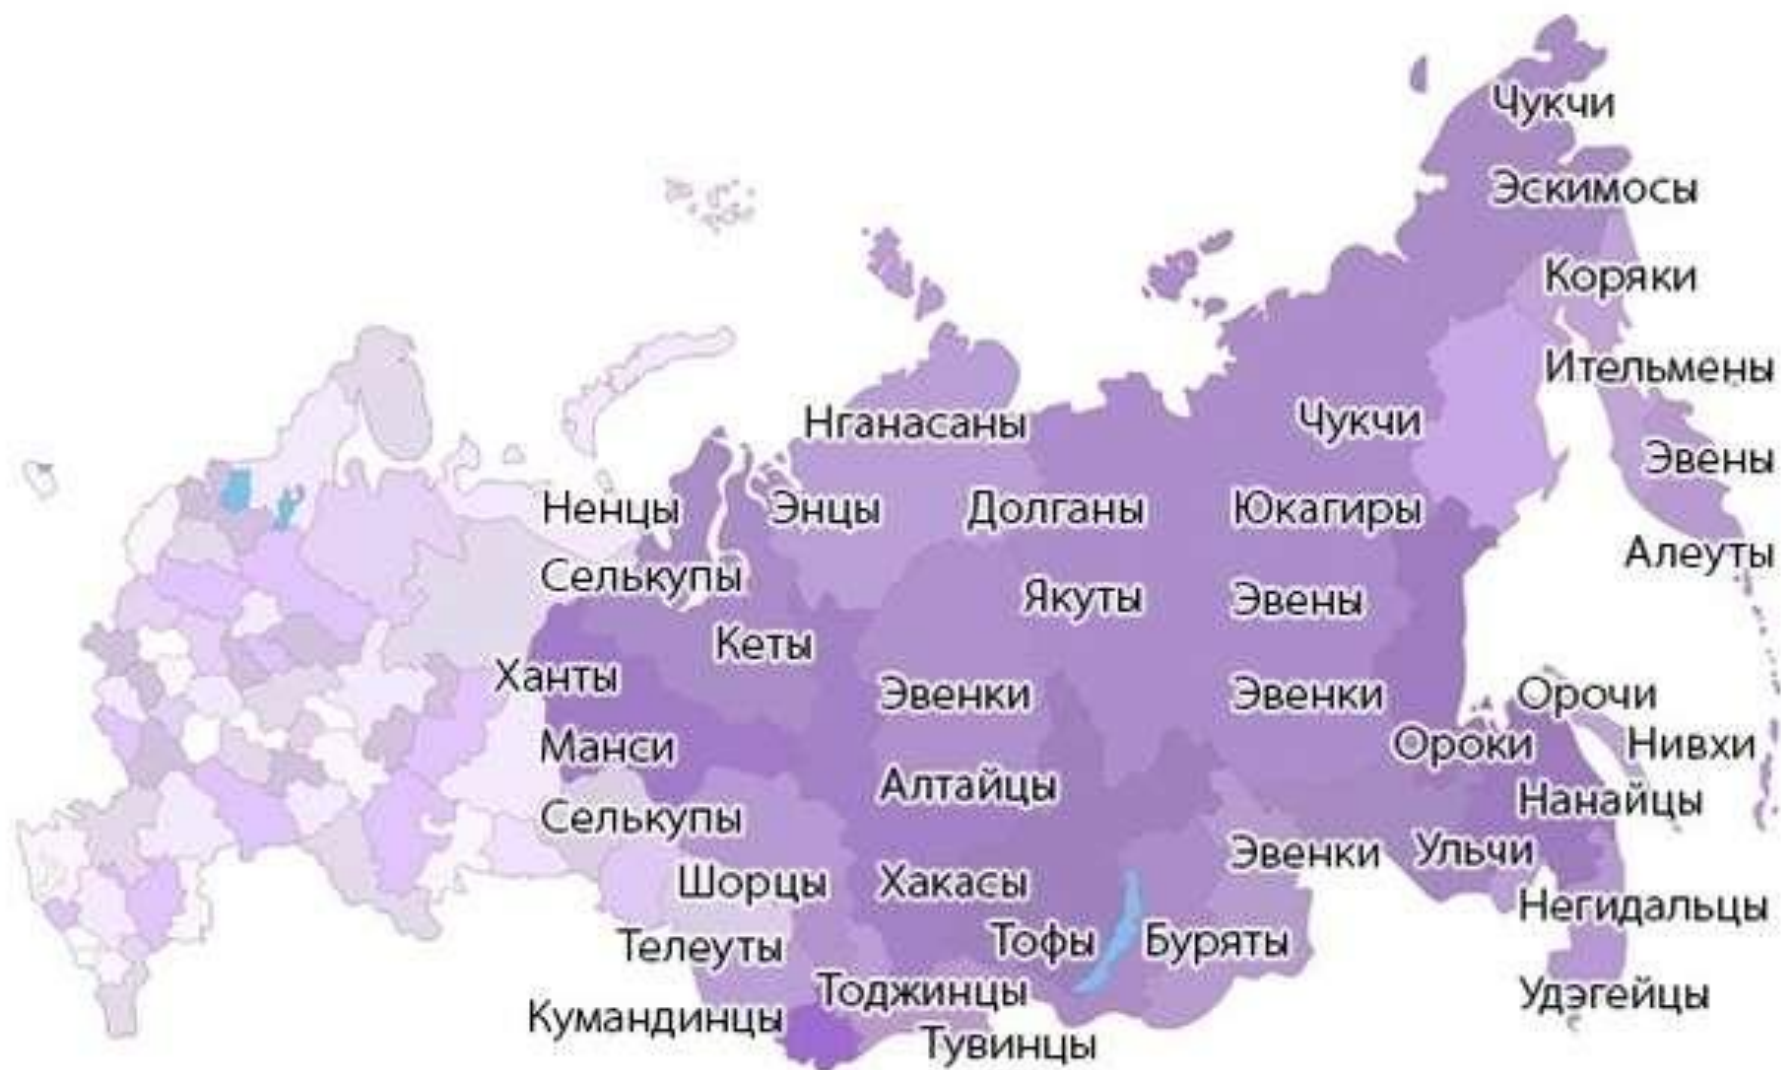 Чукчи
Эскимосы
Коряки
Ительмены
Нганасаны
Чукчи
Эвены
Ненцы
Энцы
Долганы
Юкагиры
Алеуты
Селькупы
Якуты
Эвены
Кеты
Ханты
Эвенки
Эвенки
Орочи
Манси
Ороки
Нивхи
Алтайцы
Нанайцы
Селькупы
Эвенки
Ульчи
Шорцы
Хакасы
Негидальцы
Телеуты
Тофы
Буряты
Тоджинцы
Удэгейцы
Кумандинцы
Тувинцы